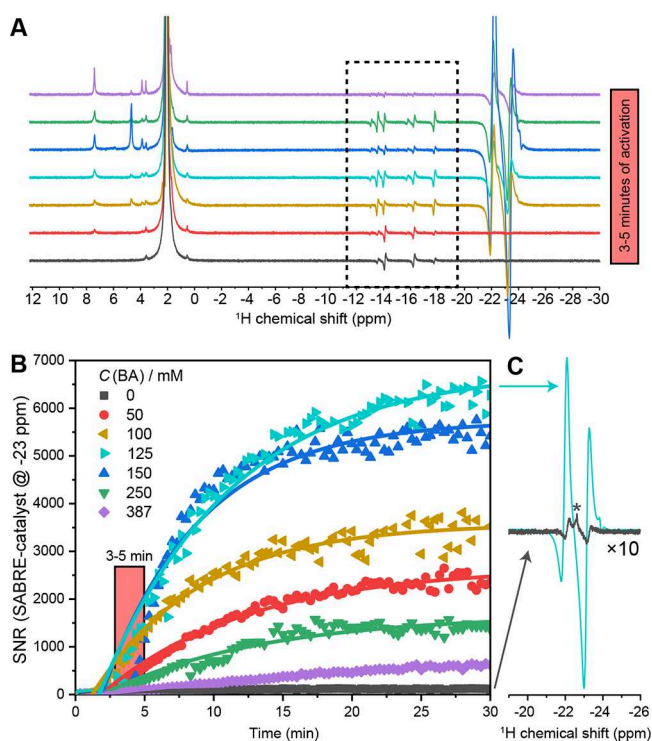 A
3-5 minutes of activation
12 10 8 6 4 2 0 -2 -4 -6 -8 -10 -12 -14 -16 -18 -20 -22 -24 -26 -28 -30
¹H chemical shift (ppm)
B
C
7000
6000
5000
4000
3000
2000
1000
0
SNR (SABRE-catalyst @ -23 ppm)
C(BA) / mM
0
50
100
125
150
250
387
3-5 min
0 5 10 15 20 25 30
Time (min)
*
×10
-20 -22 -24 -26
¹H chemical shift (ppm)